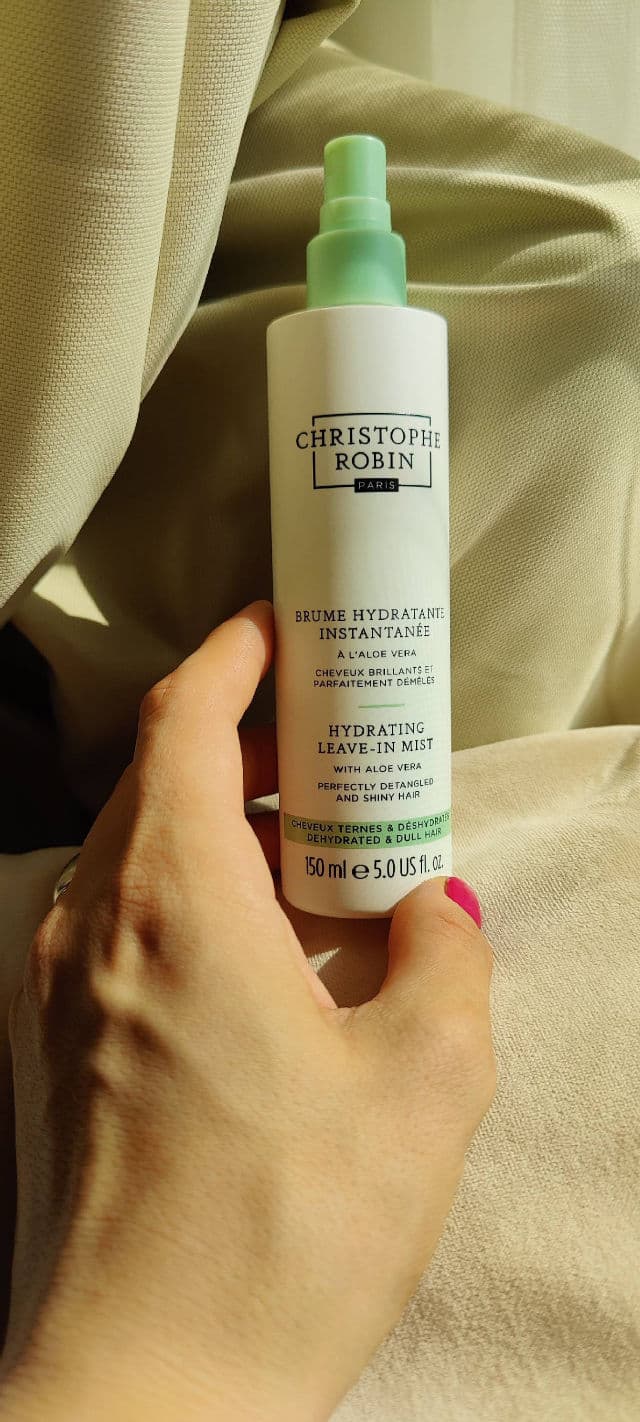 CHRISTOPHE
ROBIN
PARIS
BRUME HYDRATANTE
INSTANTANÉE
À L'ALOE VERA
CHEVEUX BRILLANTS ET
PARFAITEMENT DÉMÊLÉS
HYDRATING
LEAVE-IN MIST
WITH ALOE VERA
PERFECTLY DETANGLED
AND SHINY HAIR
CHEVEUX TERNES & DÉSHYDRATÉS
DEHYDRATED & DULL HAIR
150 ml e 5.0 US fl. oz.